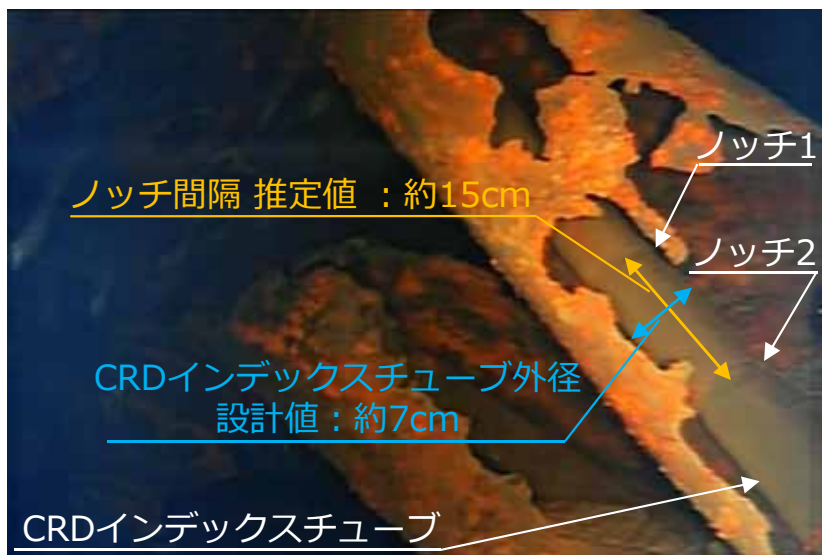 ノッチ1
ノッチ間隔 推定値 ：約15cm
ノッチ2
CRDインデックスチューブ外径
設計値：約7cm
CRDインデックスチューブ